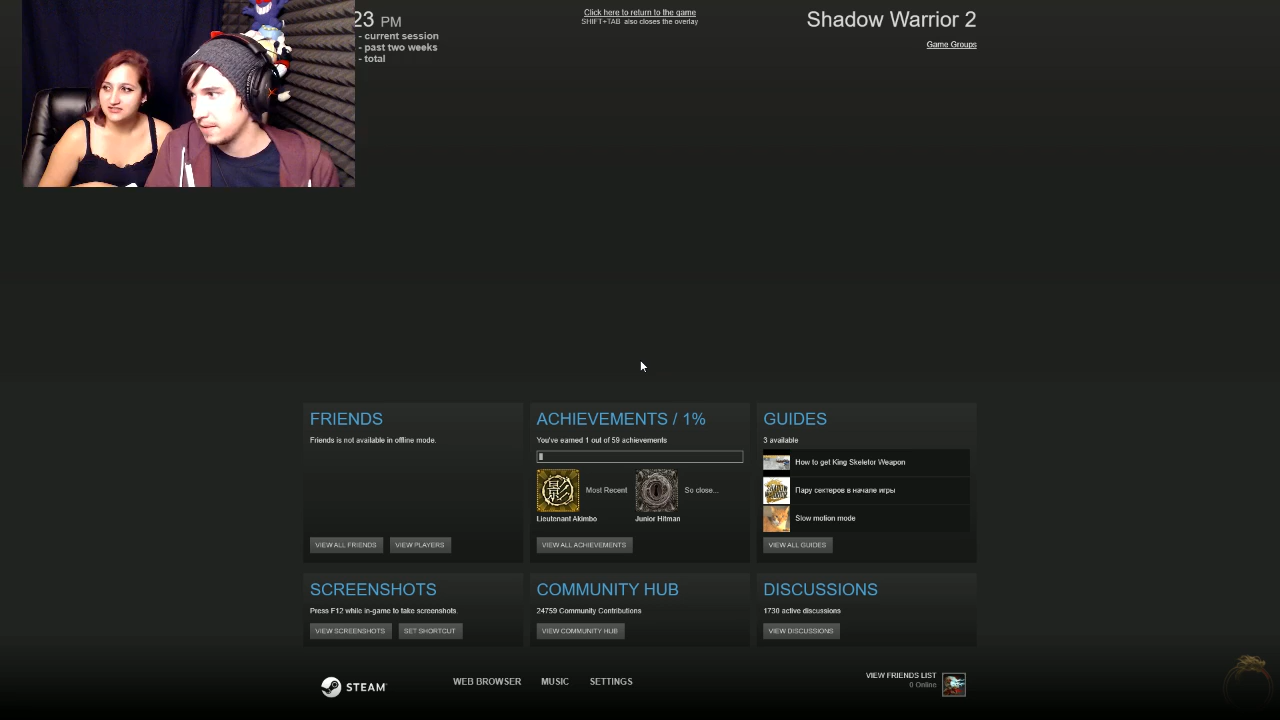 23 PM
- current session
- past two weeks
- total
Click here to return to the game
SHIFT+TAB also closes the overlay
Shadow Warrior 2
Game Groups
FRIENDS
Friends is not available in offline mode.
VIEW ALL FRIENDS
VIEW PLAYERS
ACHIEVEMENTS / 1%
You've earned 1 out of 59 achievements
Most Recent
So close...
Lieutenant Akimbo
Junior Hitman
VIEW ALL ACHIEVEMENTS
GUIDES
3 available
How to get King Skeletor Weapon
Пару сектеров в начале игры
Slow motion mode
VIEW ALL GUIDES
SCREENSHOTS
Press F12 while in-game to take screenshots.
VIEW SCREENSHOTS
SET SHORTCUT
COMMUNITY HUB
24759 Community Contributions
VIEW COMMUNITY HUB
DISCUSSIONS
1730 active discussions
VIEW DISCUSSIONS
STEAM
WEB BROWSER
MUSIC
SETTINGS
VIEW FRIENDS LIST
0 Online